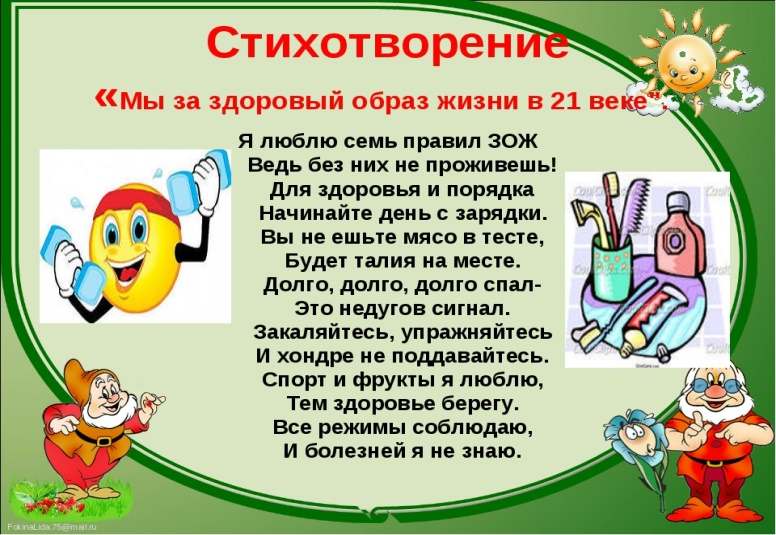 Стихотворение
«Мы за здоровый образ жизни в 21 веке".
Я люблю семь правил ЗОЖ
Ведь без них не проживешь!
Для здоровья и порядка
Начинайте день с зарядки.
Вы не ешьте мясо в тесте,
Будет талия на месте.
Долго, долго, долго спал-
Это недугов сигнал.
Закаляйтесь, упражняйтесь
И хондре не поддавайтесь.
Спорт и фрукты я люблю,
Тем здоровье берегу.
Все режимы соблюдаю,
И болезней я не знаю.
FokinaLida.75@mail.ru